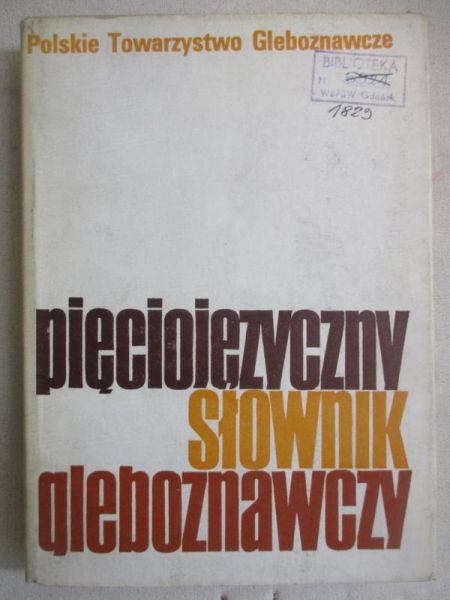 Polskie Towarzystwo Gleboznawcze
BIBLIOTEKA
N
1829
pięciojęzyczny
słownik
gleboznawczy